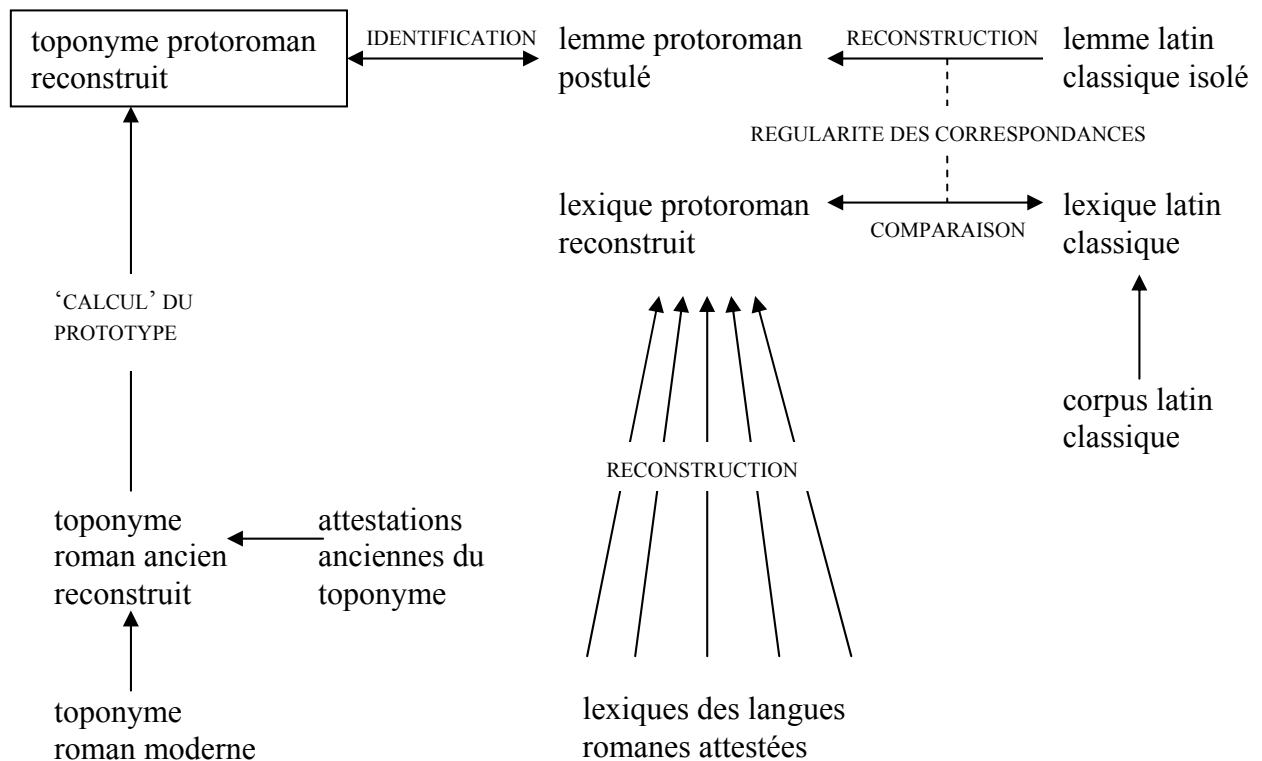 toponyme protoroman
reconstruit
IDENTIFICATION
lemme protoroman
postulé
RECONSTRUCTION
lemme latin
classique isolé
REGULARITE DES CORRESPONDANCES
lexique protoroman
reconstruit
COMPARAISON
lexique latin
classique
‘CALCUL’ DU
PROTOTYPE
corpus latin
classique
RECONSTRUCTION
toponyme
roman ancien
reconstruit
attestations
anciennes du
toponyme
toponyme
roman moderne
lexiques des langues
romanes attestées